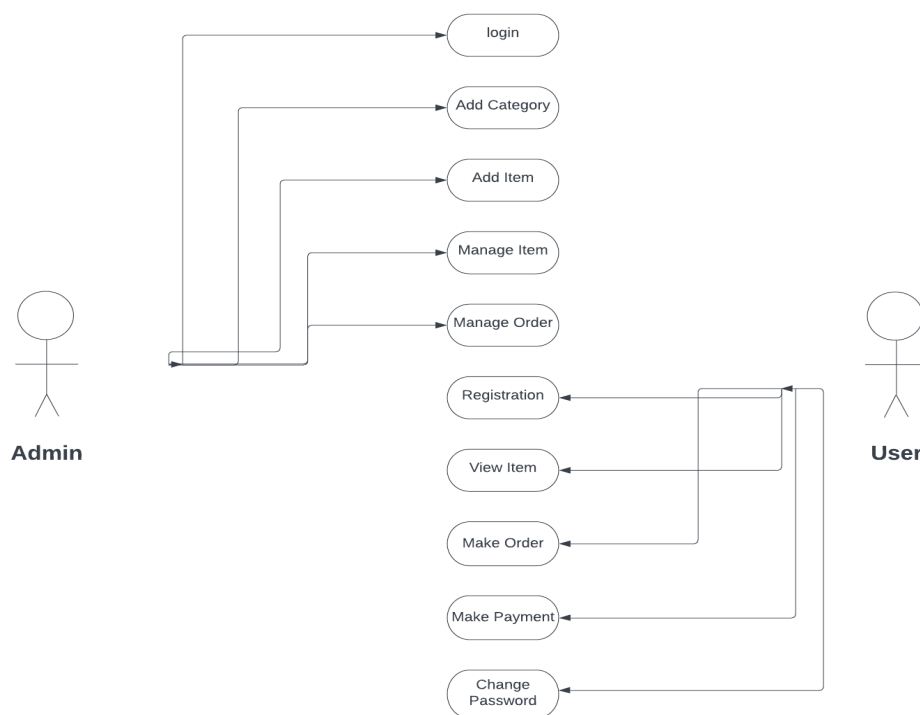 login
Add Category
Add Item
Manage Item
Manage Order
Registration
View Item
Make Order
Make Payment
Change
Password
Admin
User